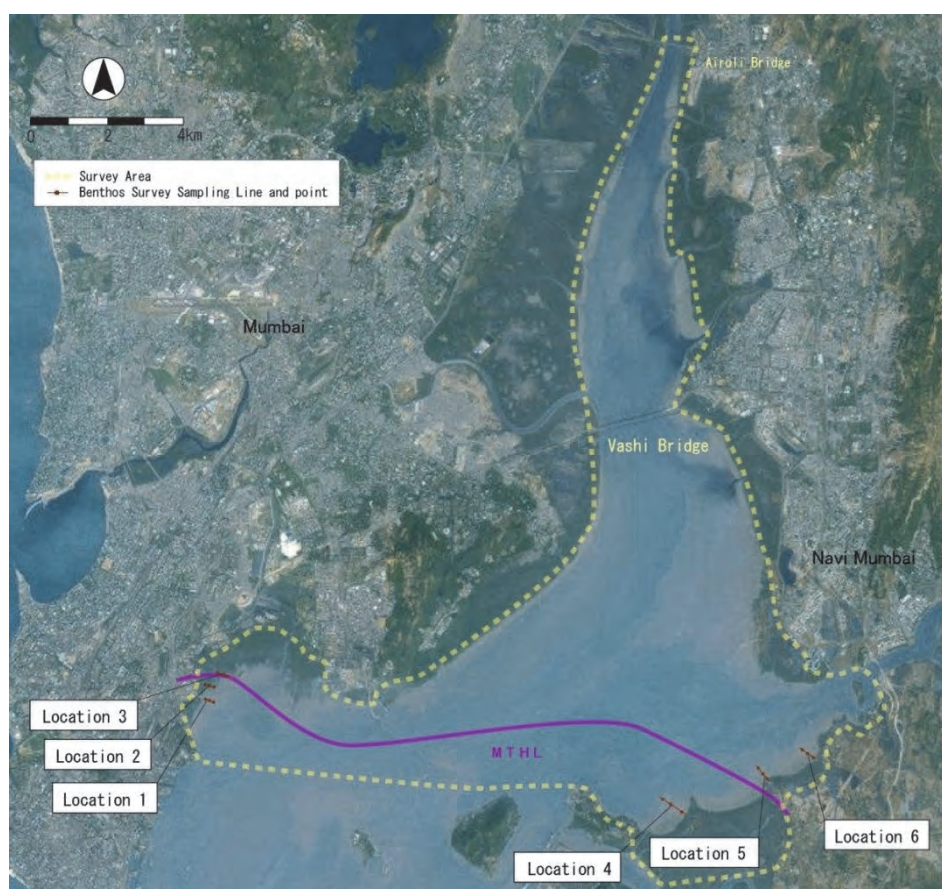 Airoli Bridge
0 2 4km
Survey Area
Benthos Survey Sampling Line and point
Mumbai
Vashi Bridge
Navi Mumbai
Location 3
Location 2
Location 1
MTHL
Location 4
Location 5
Location 6